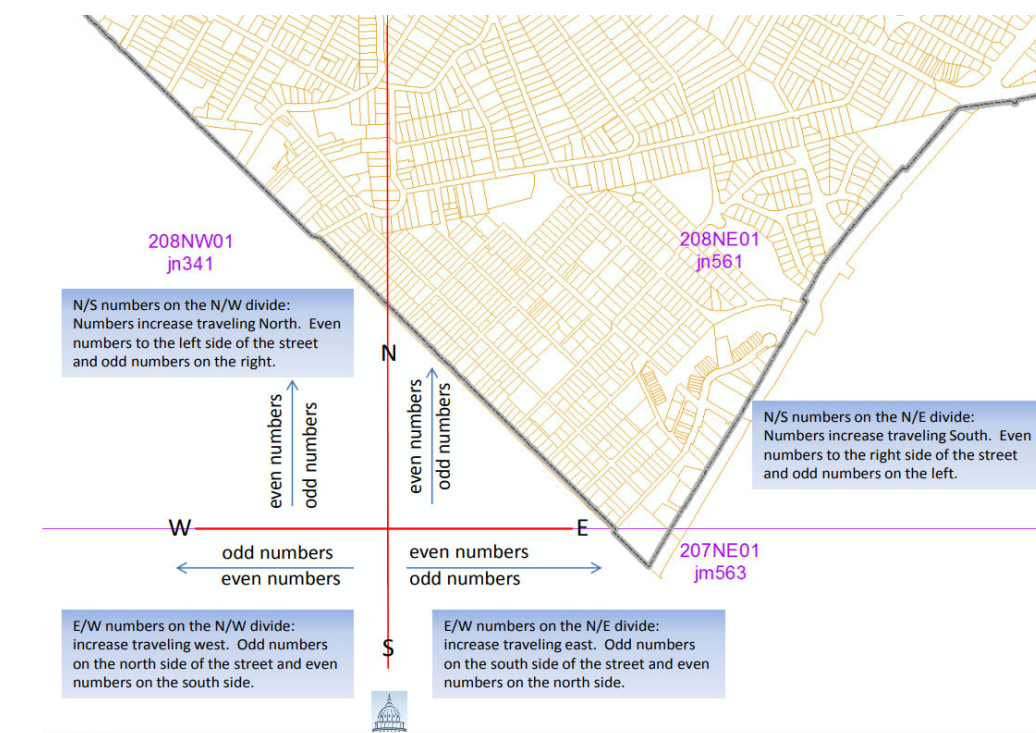 208NW01
jn341
208NE01
jn561
N/S numbers on the N/W divide:
Numbers increase traveling North.  Even
numbers to the left side of the street
and odd numbers on the right.
N
even numbers
odd numbers
even numbers
odd numbers
N/S numbers on the N/E divide:
Numbers increase traveling South.  Even
numbers to the right side of the street
and odd numbers on the left.
W
E
odd numbers
even numbers
even numbers
odd numbers
207NE01
jm563
E/W numbers on the N/W divide:
increase traveling west.  Odd numbers
on the north side of the street and even
numbers on the south side.
S
E/W numbers on the N/E divide:
increase traveling east.  Odd numbers
on the south side of the street and even
numbers on the north side.